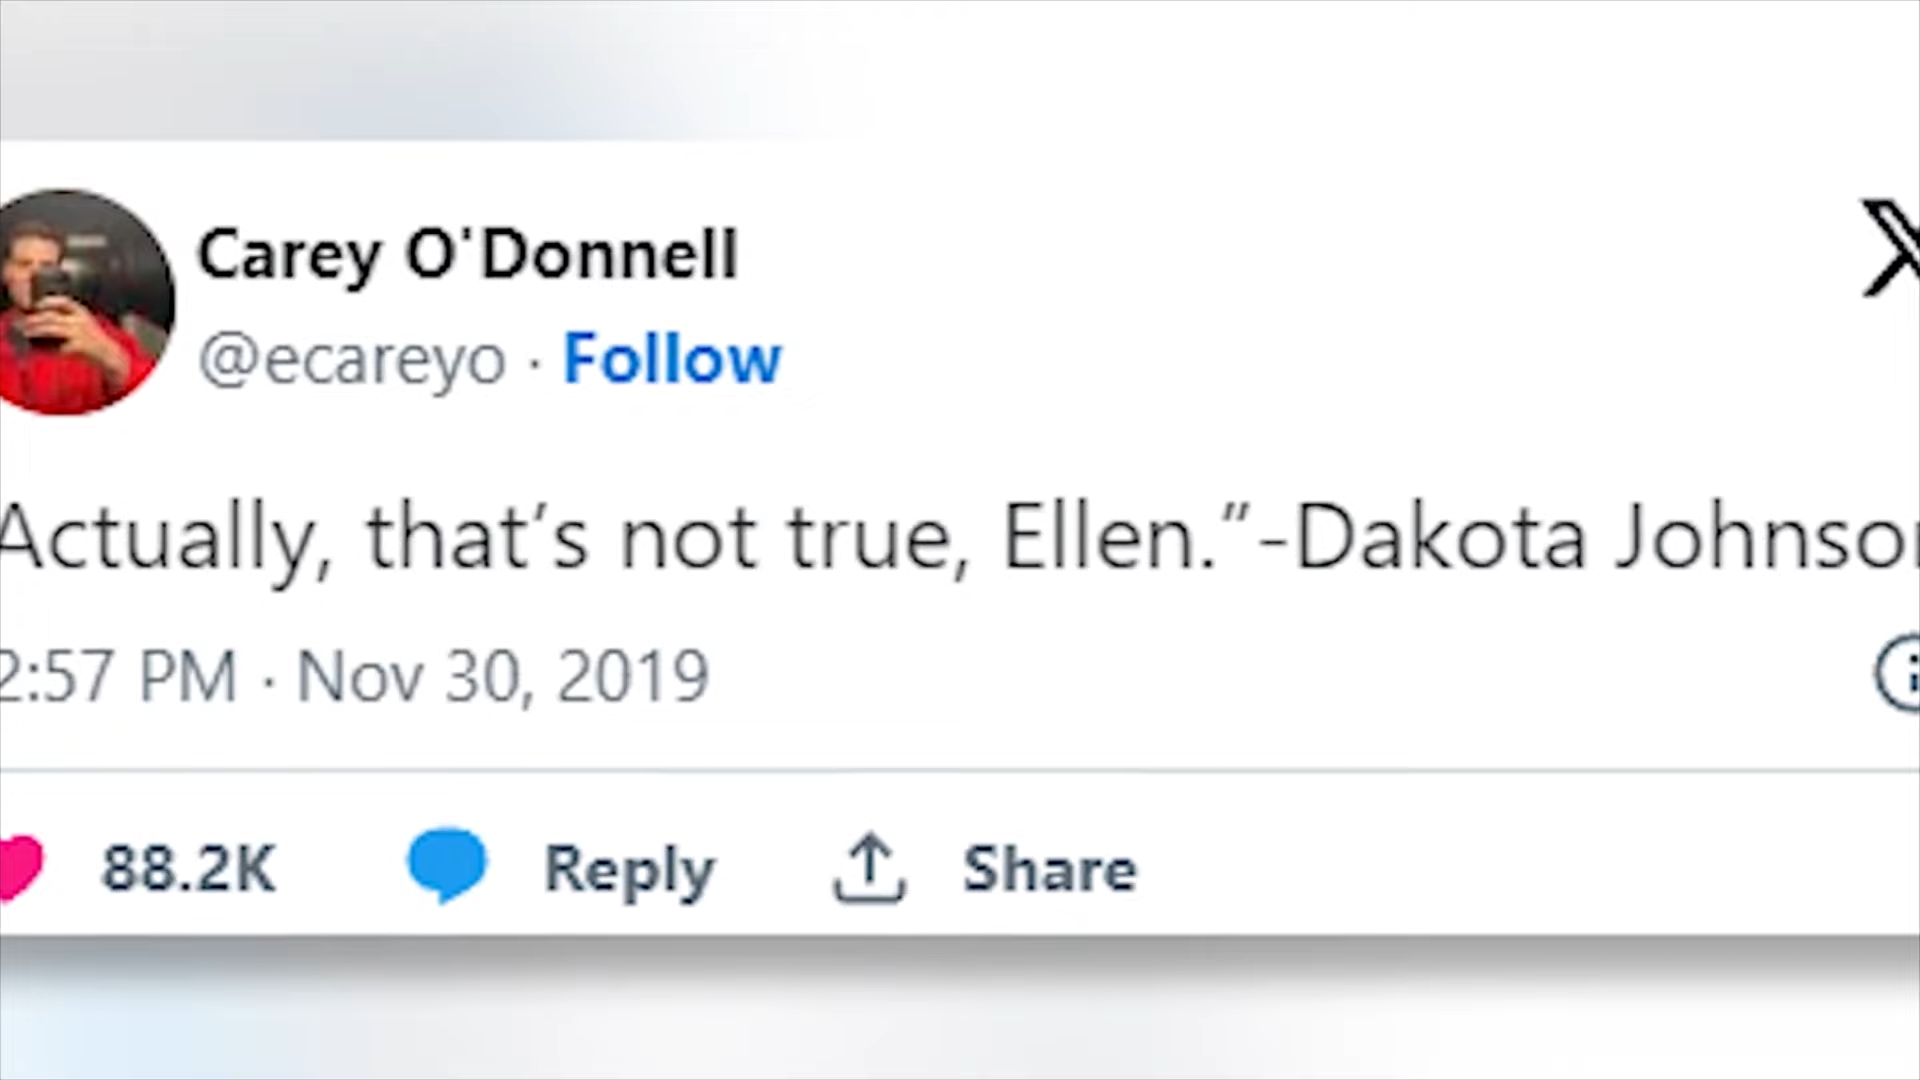 Carey O'Donnell
@ecareyo · Follow
Actually, that’s not true, Ellen.”-Dakota Johnson
2:57 PM · Nov 30, 2019
88.2K Reply Share